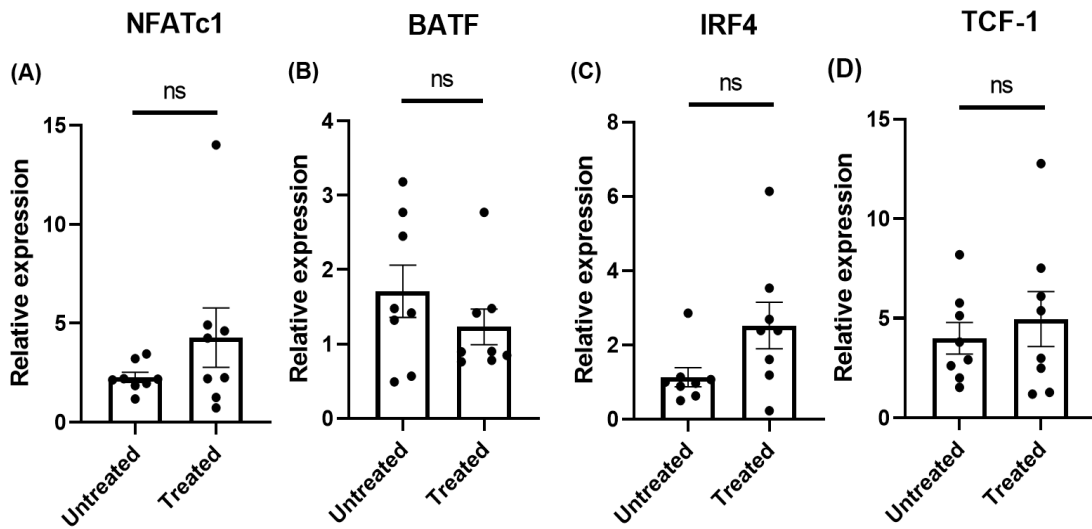 NFATc1
BATF
IRF4
TCF-1
(A)
ns
Relative expression
15
10
5
0
Untreated
Treated
(B)
ns
Relative expression
4
3
2
1
0
Untreated
Treated
(C)
ns
Relative expression
8
6
4
2
0
Untreated
Treated
(D)
ns
Relative expression
15
10
5
0
Untreated
Treated